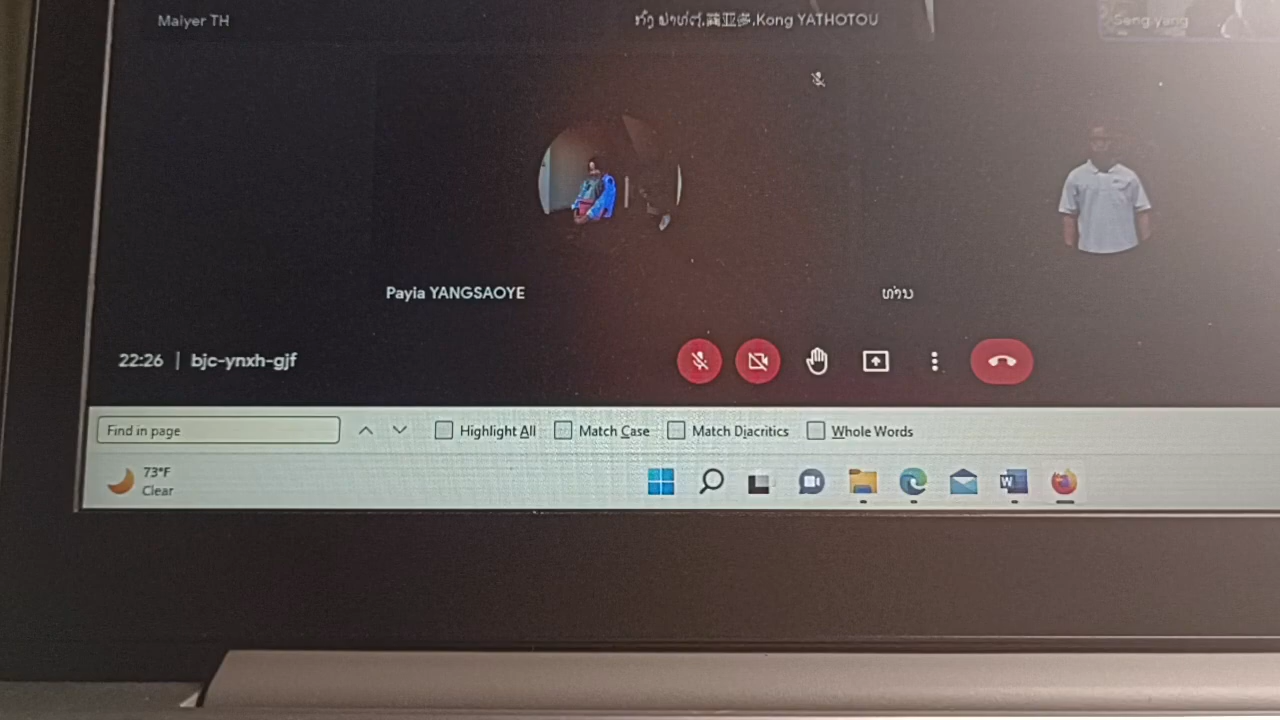 Maiyer TH
Kong YATHOTOU
Seng yang
Payia YANGSAOYE
ທ່ານ
22:26 | bjc-ynxh-gjf
Find in page
Highlight All
Match Case
Match Diacritics
Whole Words
73°F
Clear